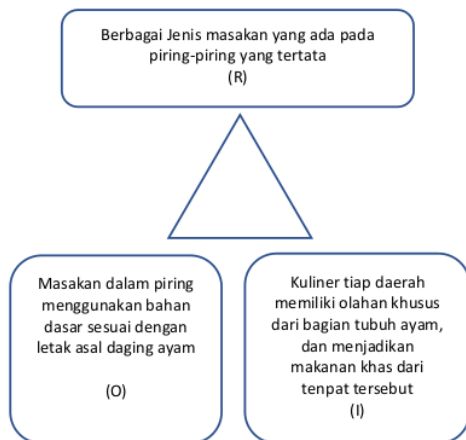 Berbagai Jenis masakan yang ada pada
piring-piring yang tertata
(R)
Masakan dalam piring
menggunakan bahan
dasar sesuai dengan
letak asal daging ayam
(O)
Kuliner tiap daerah
memiliki olahan khusus
dari bagian tubuh ayam,
dan menjadikan
makanan khas dari
tenpat tersebut
(I)